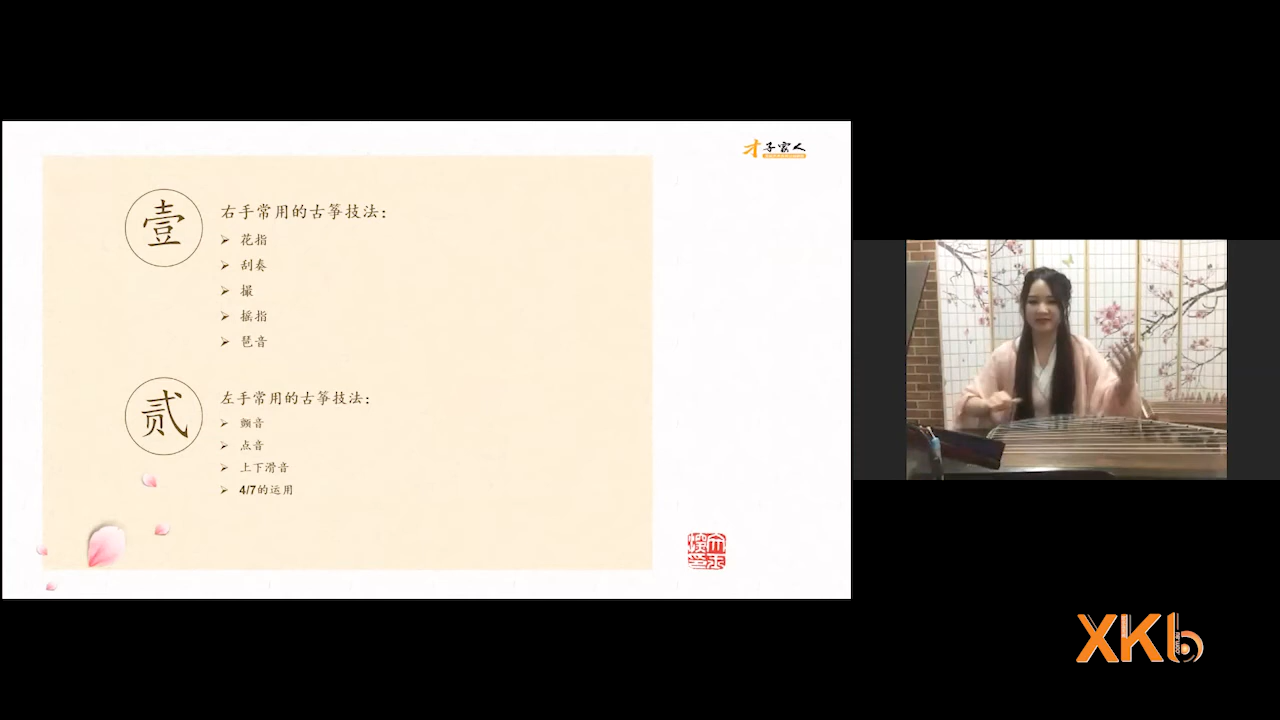 才子雲人
壹
右手常用的古筝技法：
花指
刮奏
撮
摇指
琶音
贰
左手常用的古筝技法：
颤音
点音
上下滑音
4/7的运用
XKb